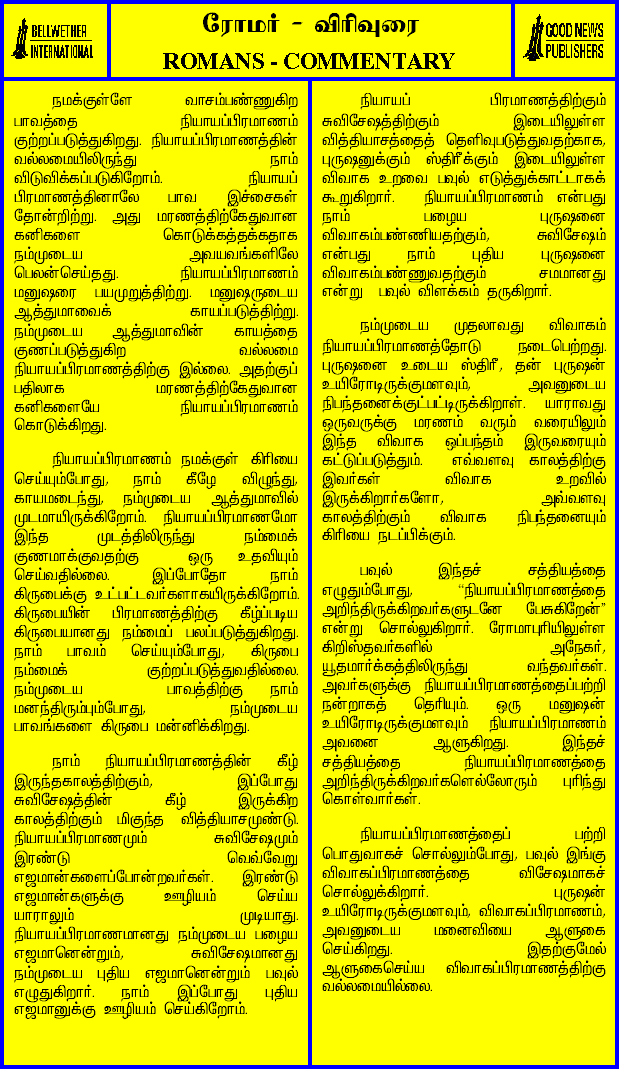 BELLWETHER
INTERNATIONAL
ரோமர் - விரிவுரை
ROMANS - COMMENTARY
GOOD NEWS
PUBLISHERS
நமக்குள்ளே வாசம்பண்ணுகிற
பாவத்தை நியாயப்பிரமாணம்
குற்றப்படுத்துகிறது. நியாயப்பிரமாணத்தின்
வல்லமையிலிருந்து நாம்
விடுவிக்கப்படுகிறோம். நியாயப்
பிரமாணத்தினாலே பாவ இச்சைகள்
தோன்றிற்று. அது மரணத்திற்கேதுவான
கனிகளை கொடுக்கத்தக்கதாக
நம்முடைய அவயவங்களிலே
பெலன்செய்தது. நியாயப்பிரமாணம்
மனுஷரை பயமுறுத்திற்று. மனுஷருடைய
ஆத்துமாவைக் காயப்படுத்திற்று.
நம்முடைய ஆத்துமாவின் காயத்தை
குணப்படுத்துகிற வல்லமை
நியாயப்பிரமாணத்திற்கு இல்லை. அதற்குப்
பதிலாக மரணத்திற்கேதுவான
கனிகளையே நியாயப்பிரமாணம்
கொடுக்கிறது.
நியாயப்பிரமாணம் நமக்குள் கிரியை
செய்யும்போது, நாம் கீழே விழுந்து,
காயமடைந்து, நம்முடைய ஆத்துமாவில்
முடமாயிருக்கிறோம். நியாயப்பிரமாணமோ
இந்த முடத்திலிருந்து நம்மைக்
குணமாக்குவதற்கு ஒரு உதவியும்
செய்வதில்லை. இப்போதோ நாம்
கிருபைக்கு உட்பட்டவர்களாகயிருக்கிறோம்.
கிருபையின் பிரமாணத்திற்கு கீழ்ப்படிய
கிருபையானது நம்மைப் பலப்படுத்துகிறது.
நாம் பாவம் செய்யும்போது, கிருபை
நம்மைக் குற்றப்படுத்துவதில்லை.
நம்முடைய பாவத்திற்கு நாம்
மனந்திரும்பும்போது, நம்முடைய
பாவங்களை கிருபை மன்னிக்கிறது.
நாம் நியாயப்பிரமாணத்தின் கீழ்
இருந்தகாலத்திற்கும், இப்போது
சுவிசேஷத்தின் கீழ் இருக்கிற
காலத்திற்கும் மிகுந்த வித்தியாசமுண்டு.
நியாயப்பிரமாணமும் சுவிசேஷமும்
இரண்டு வெவ்வேறு
எஜமான்களைப்போன்றவர்கள். இரண்டு
எஜமான்களுக்கு ஊழியம் செய்ய
யாராலும் முடியாது.
நியாயப்பிரமாணமானது நம்முடைய பழைய
எஜமானென்றும், சுவிசேஷமானது
நம்முடைய புதிய எஜமானென்றும் பவுல்
எழுதுகிறார். நாம் இப்போது புதிய
எஜமானுக்கு ஊழியம் செய்கிறோம்.
நியாயப் பிரமாணத்திற்கும்
சுவிசேஷத்திற்கும் இடையிலுள்ள
வித்தியாசத்தைத் தெளிவுபடுத்துவதற்காக,
புருஷனுக்கும் ஸ்திரீக்கும் இடையிலுள்ள
விவாக உறவை பவுல் எடுத்துக்காட்டாகக்
கூறுகிறார். நியாயப்பிரமாணம் என்பது
நாம் பழைய புருஷனை
விவாகம்பண்ணியதற்கும், சுவிசேஷம்
என்பது நாம் புதிய புருஷனை
விவாகம்பண்ணுவதற்கும் சமமானது
என்று பவுல் விளக்கம் தருகிறார்.
நம்முடைய முதலாவது விவாகம்
நியாயப்பிரமாணத்தோடு நடைபெற்றது.
புருஷனை உடைய ஸ்திரீ, தன் புருஷன்
உயிரோடிருக்குமளவும், அவனுடைய
நிபந்தனைக்குட்பட்டிருக்கிறாள். யாராவது
ஒருவருக்கு மரணம் வரும் வரையிலும்
இந்த விவாக ஒப்பந்தம் இருவரையும்
கட்டுப்படுத்தும். எவ்வளவு காலத்திற்கு
இவர்கள் விவாக உறவில்
இருக்கிறார்களோ, அவ்வளவு
காலத்திற்கும் விவாக நிபந்தனையும்
கிரியை நடப்பிக்கும்.
பவுல் இந்தச் சத்தியத்தை
எழுதும்போது, “நியாயப்பிரமாணத்தை
அறிந்திருக்கிறவர்களுடனே பேசுகிறேன்”
என்று சொல்லுகிறார். ரோமாபுரியிலுள்ள
கிறிஸ்தவர்களில் அநேகர்,
யூதமார்க்கத்திலிருந்து வந்தவர்கள்.
அவர்களுக்கு நியாயப்பிரமாணத்தைப்பற்றி
நன்றாகத் தெரியும். ஒரு மனுஷன்
உயிரோடிருக்குமளவும் நியாயப்பிரமாணம்
அவனை ஆளுகிறது. இந்தச்
சத்தியத்தை நியாயப்பிரமாணத்தை
அறிந்திருக்கிறவர்களெல்லோரும் புரிந்து
கொள்வார்கள்.
நியாயப்பிரமாணத்தைப் பற்றி
பொதுவாகச் சொல்லும்போது, பவுல் இங்கு
விவாகப்பிரமாணத்தை விசேஷமாகச்
சொல்லுக்கிறார். புருஷன்
உயிரோடிருக்குமளவும், விவாகப்பிரமாணம்,
அவனுடைய மனைவியை ஆளுகை
செய்கிறது. இதற்குமேல்
ஆளுகைசெய்ய விவாகப்பிரமாணத்திற்கு
வல்லமையில்லை.